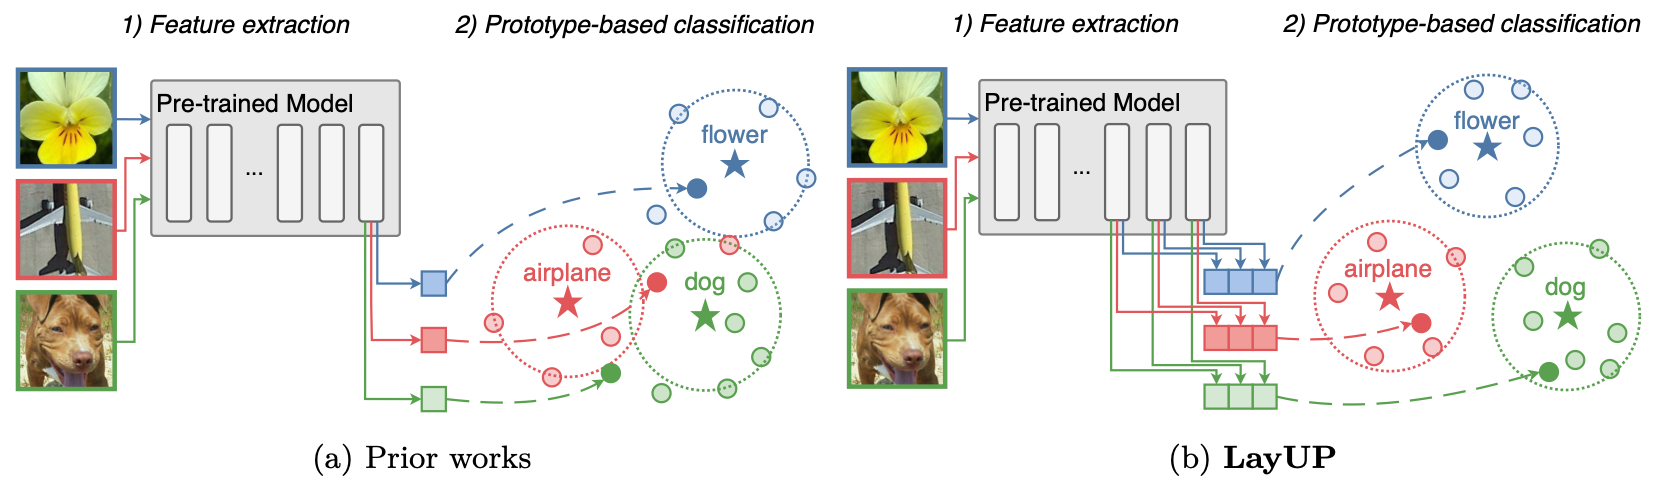 1) Feature extraction
2) Prototype-based classification
Pre-trained Model
...
flower
airplane
dog
(a) Prior works
1) Feature extraction
2) Prototype-based classification
Pre-trained Model
...
flower
airplane
dog
(b) LayUP